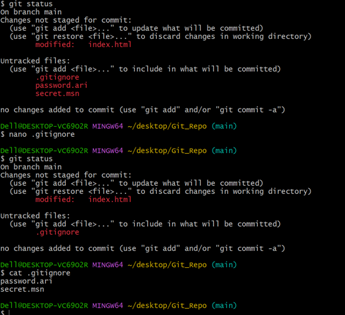 $ git status
On branch main
Changes not staged for commit:
(use "git add <file>..." to update what will be committed)
(use "git restore <file>..." to discard changes in working directory)
modified: index.html
Untracked files:
(use "git add <file>..." to include in what will be committed)
.gitignore
password.ari
secret.msn
no changes added to commit (use "git add" and/or "git commit -a")
Dell@DESKTOP-VC69O2R MINGW64 ~/desktop/Git_Repo (main)
$ nano .gitignore
Dell@DESKTOP-VC69O2R MINGW64 ~/desktop/Git_Repo (main)
$ git status
On branch main
Changes not staged for commit:
(use "git add <file>..." to update what will be committed)
(use "git restore <file>..." to discard changes in working directory)
modified: index.html
Untracked files:
(use "git add <file>..." to include in what will be committed)
.gitignore
no changes added to commit (use "git add" and/or "git commit -a")
Dell@DESKTOP-VC69O2R MINGW64 ~/desktop/Git_Repo (main)
$ cat .gitignore
password.ari
secret.msn
Dell@DESKTOP-VC69O2R MINGW64 ~/desktop/Git_Repo (main)
$